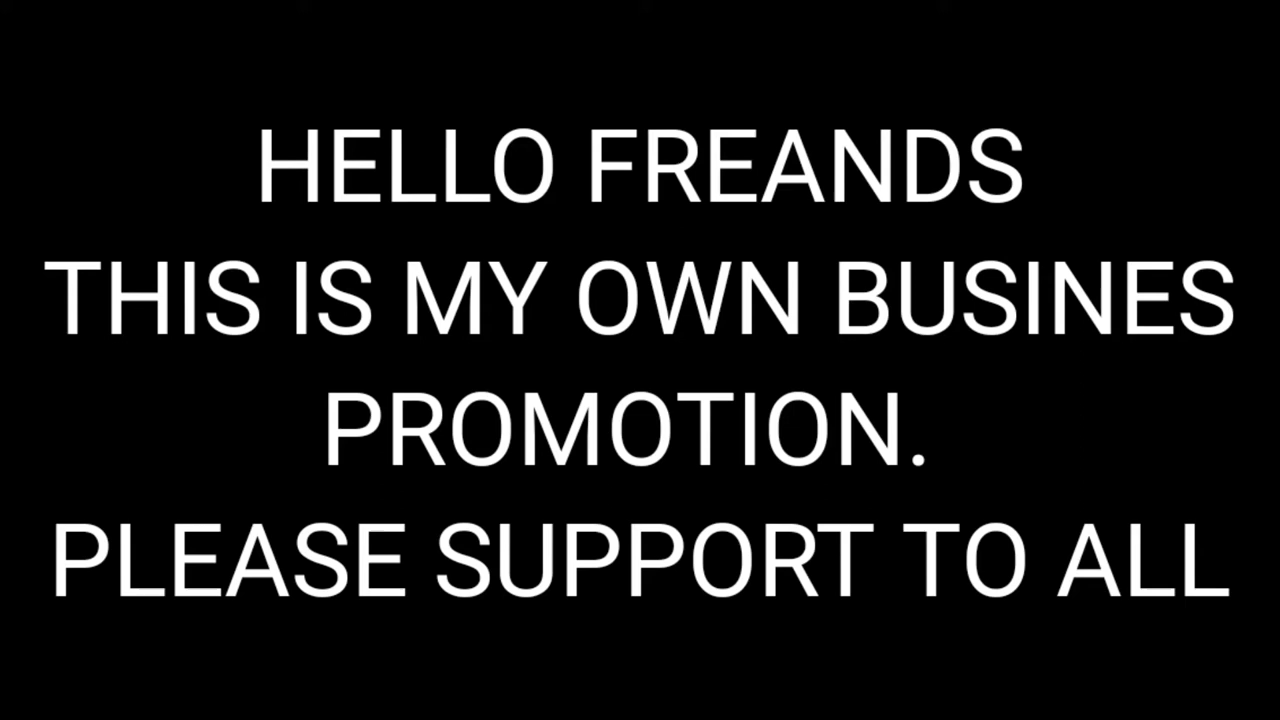 HELLO FREANDS
THIS IS MY OWN BUSINES
PROMOTION.
PLEASE SUPPORT TO ALL